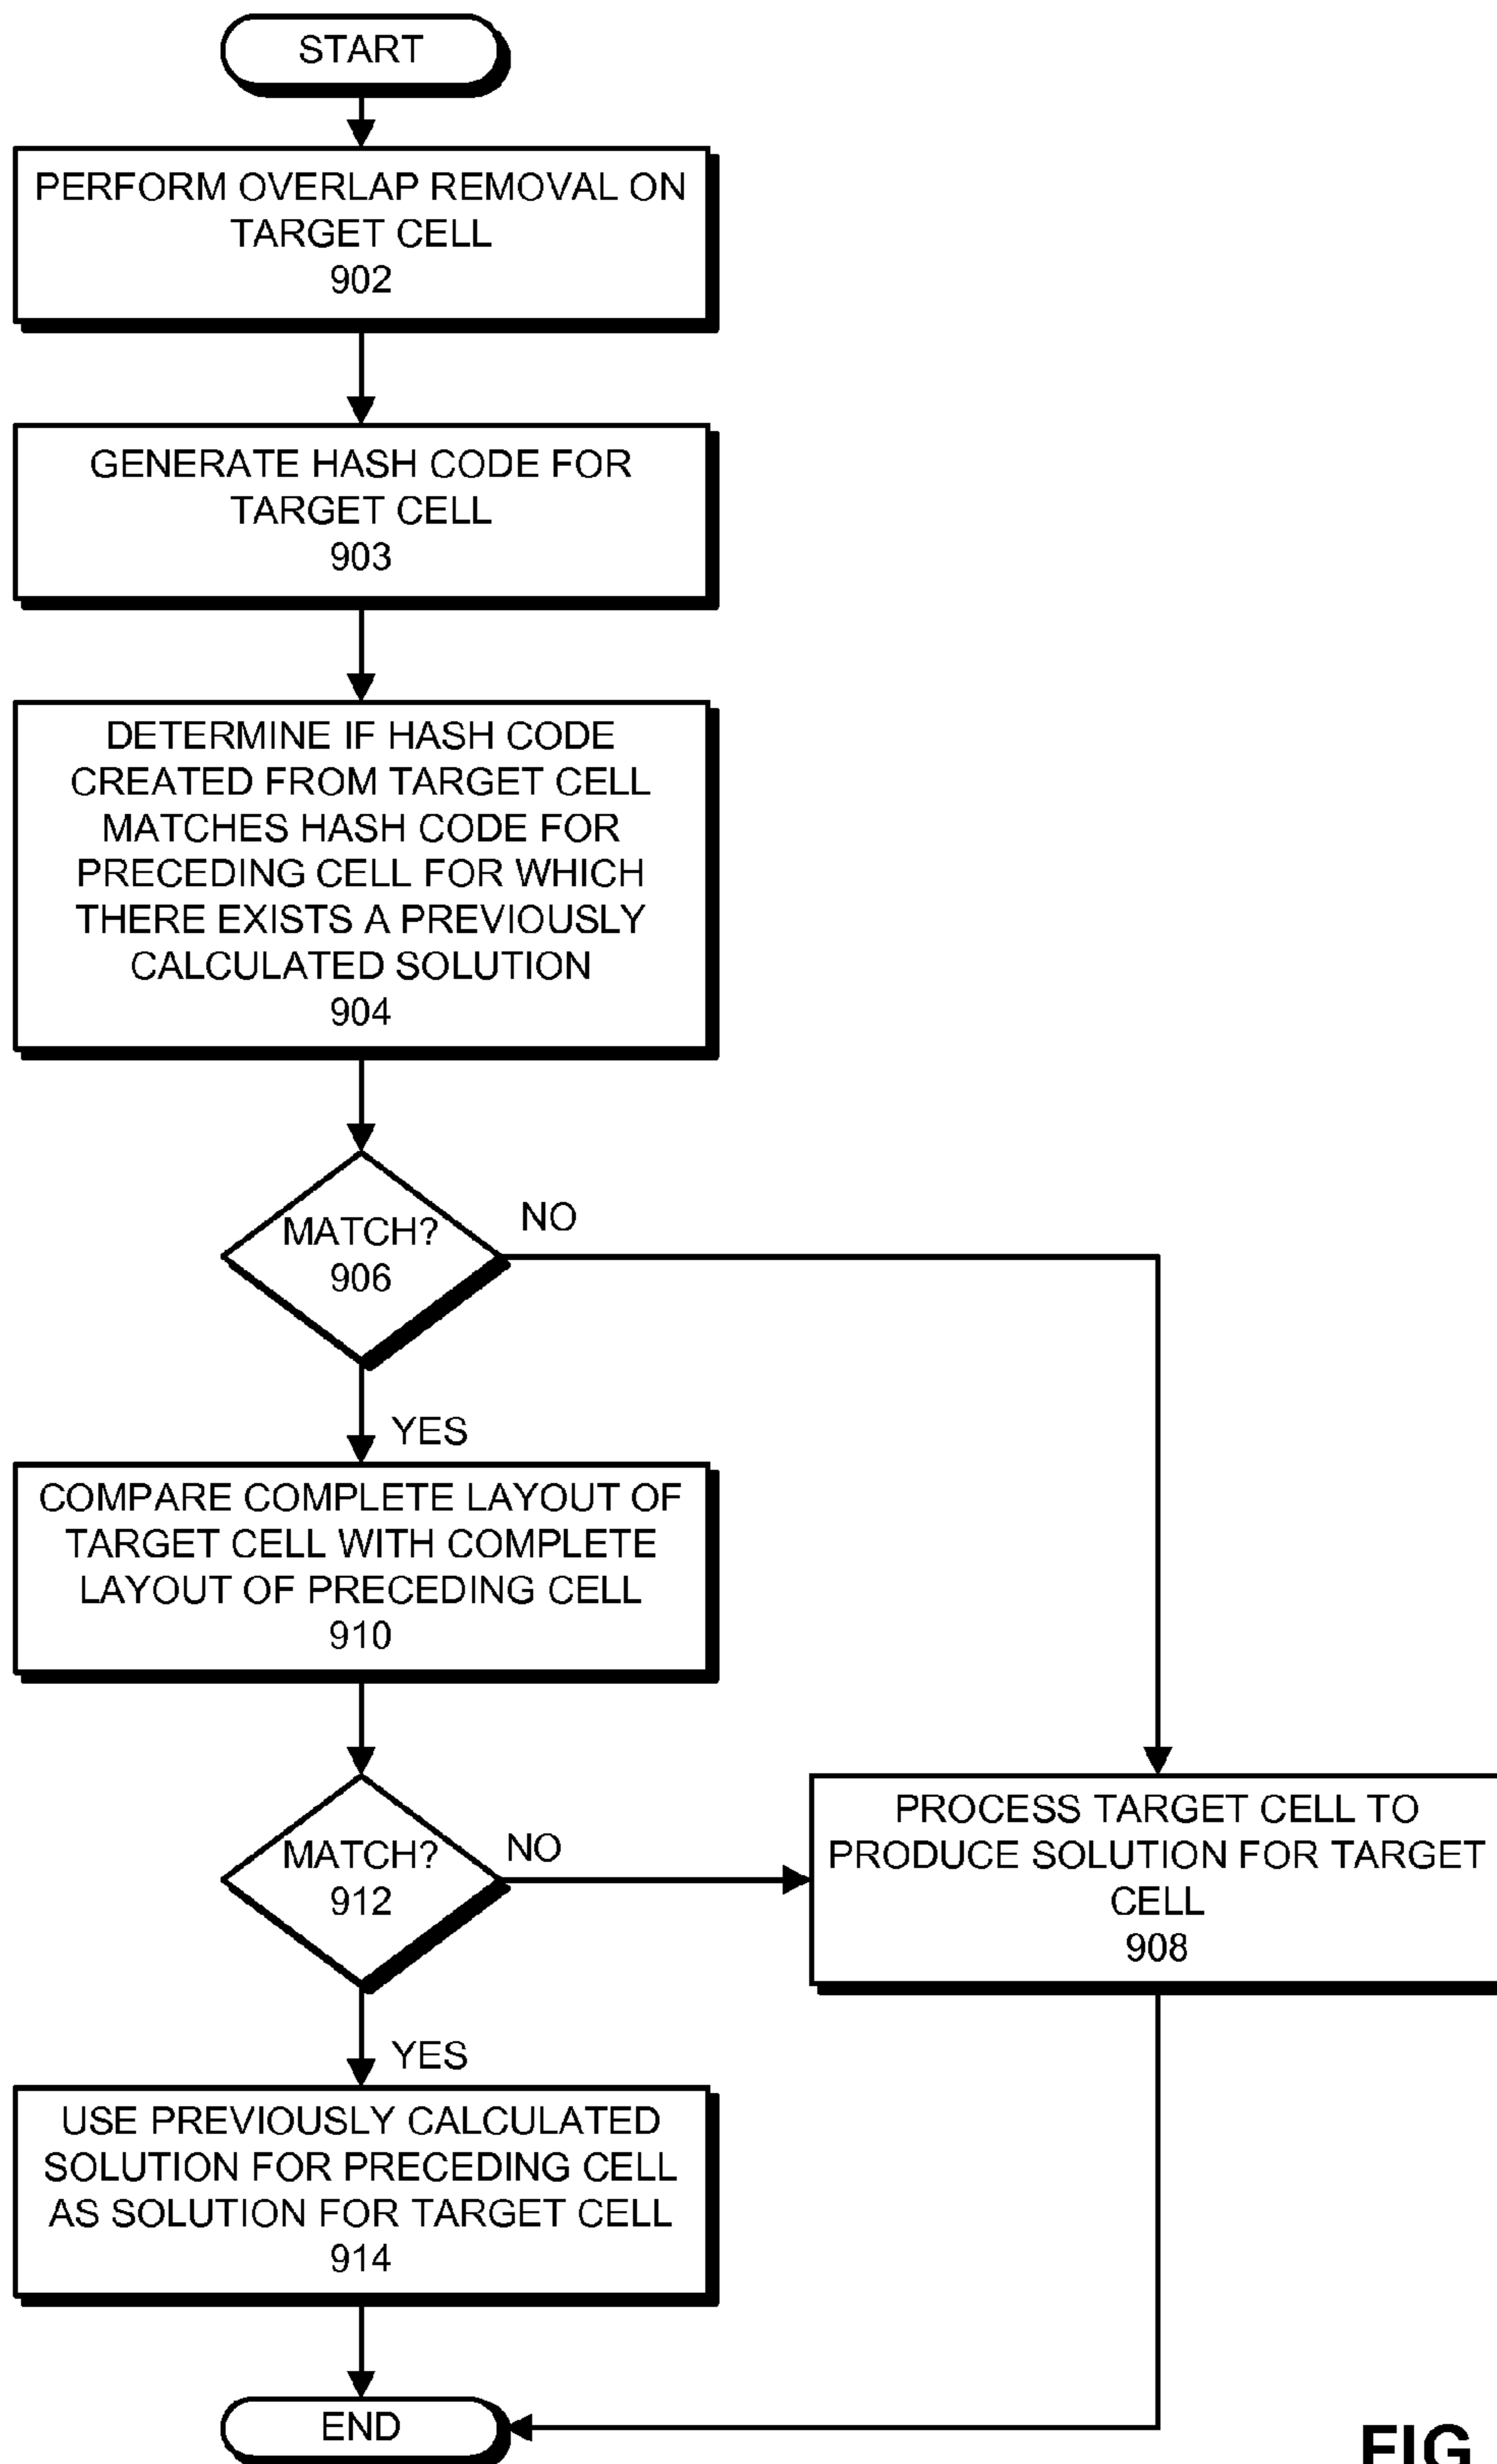 START
PERFORM OVERLAP REMOVAL ON
TARGET CELL
902
GENERATE HASH CODE FOR
TARGET CELL
903
DETERMINE IF HASH CODE
CREATED FROM TARGET CELL
MATCHES HASH CODE FOR
PRECEDING CELL FOR WHICH
THERE EXISTS A PREVIOUSLY
CALCULATED SOLUTION
904
MATCH?
906
NO
YES
COMPARE COMPLETE LAYOUT OF
TARGET CELL WITH COMPLETE
LAYOUT OF PRECEDING CELL
910
MATCH?
912
NO
PROCESS TARGET CELL TO
PRODUCE SOLUTION FOR TARGET
CELL
908
YES
USE PREVIOUSLY CALCULATED
SOLUTION FOR PRECEDING CELL
AS SOLUTION FOR TARGET CELL
914
END
FIG